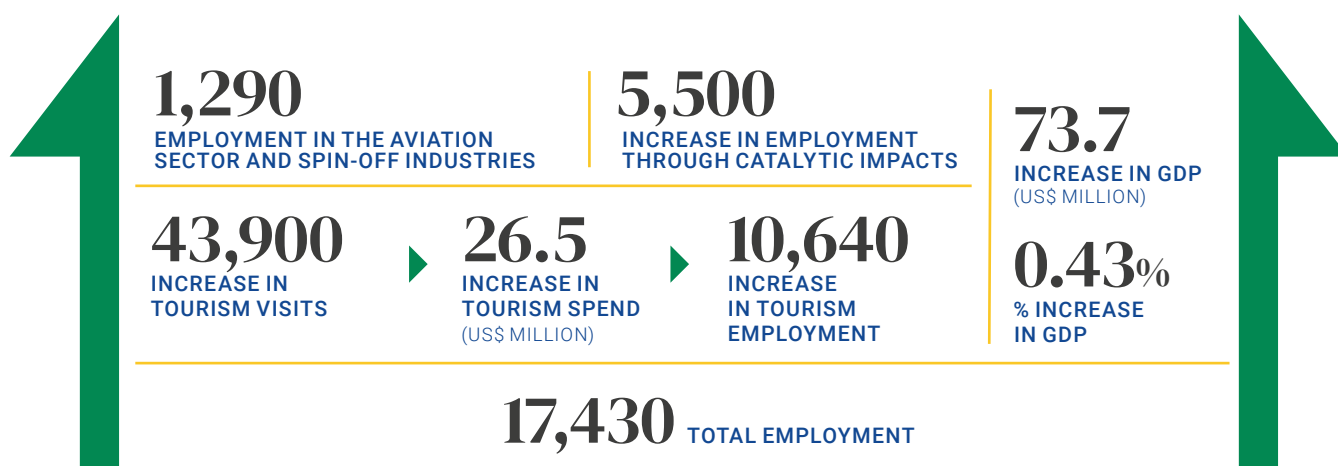 1,290
EMPLOYMENT IN THE AVIATION
SECTOR AND SPIN-OFF INDUSTRIES
5,500
INCREASE IN EMPLOYMENT
THROUGH CATALYTIC IMPACTS
43,900
INCREASE IN
TOURISM VISITS
26.5
INCREASE IN
TOURISM SPEND
(US$ MILLION)
10,640
INCREASE
IN TOURISM
EMPLOYMENT
73.7
INCREASE IN GDP
(US$ MILLION)
0.43%
% INCREASE
IN GDP
17,430 TOTAL EMPLOYMENT